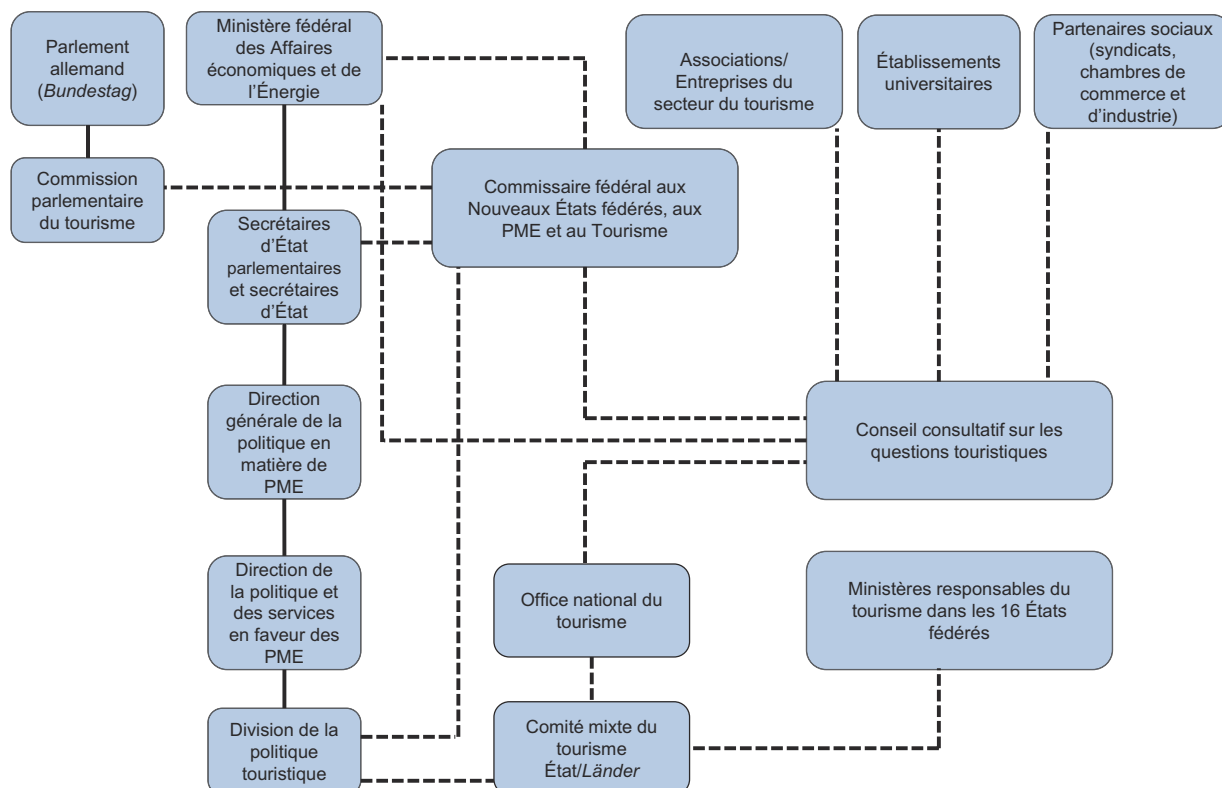 Parlement
allemand
(Bundestag)
Ministère fédéral
des Affaires
économiques et de
l’Énergie
Associations/
Entreprises du
secteur du tourisme
Établissements
universitaires
Partenaires sociaux
(syndicats,
chambres de
commerce et
d’industrie)
Commission
parlementaire
du tourisme
Commissaire fédéral aux
Nouveaux États fédérés, aux
PME et au Tourisme
Secrétaires
d’État
parlementaires
et secrétaires
d’État
Direction
générale de la
politique en
matière de
PME
Conseil consultatif sur les
questions touristiques
Direction de
la politique et
des services
en faveur des
PME
Office national du
tourisme
Ministères responsables du
tourisme dans les 16 États
fédérés
Division de la
politique
touristique
Comité mixte du
tourisme
État/Länder